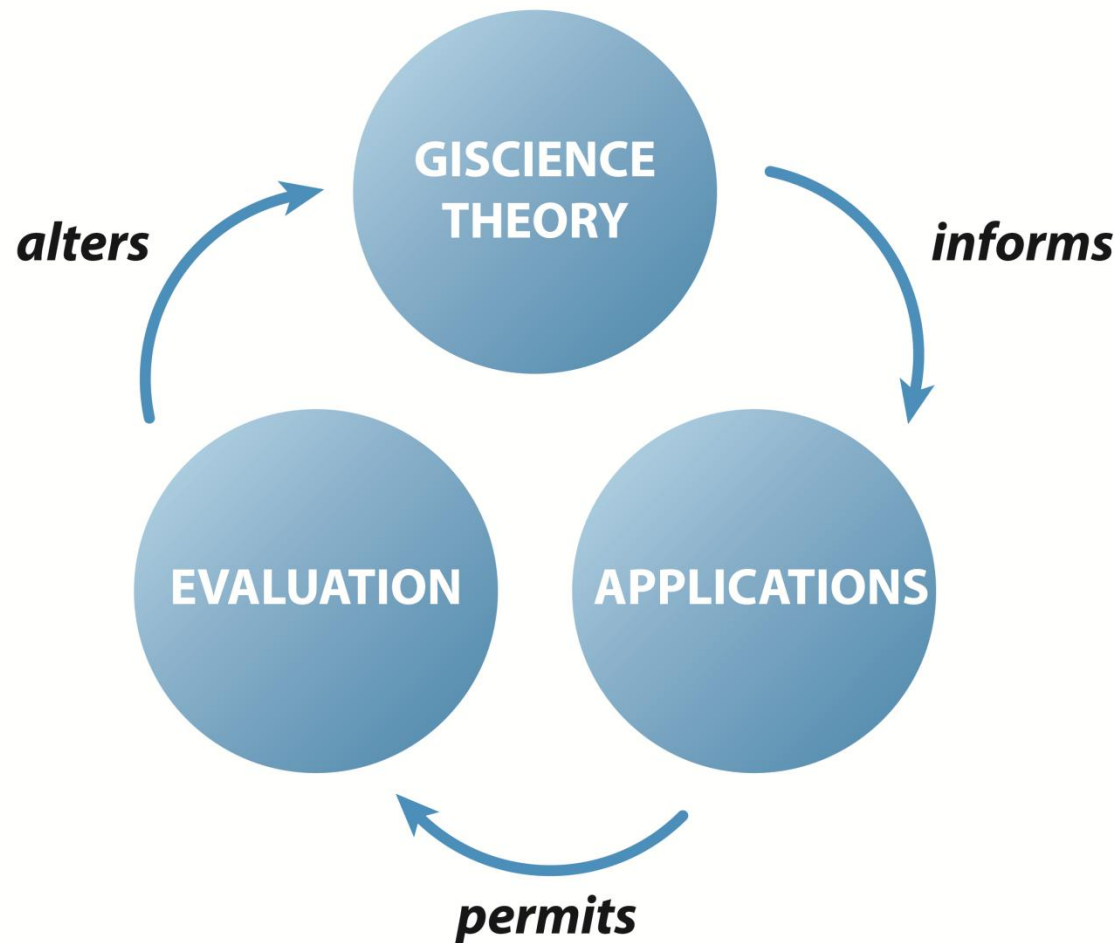 GISCIENCE
THEORY
alters
informs
EVALUATION
APPLICATIONS
permits